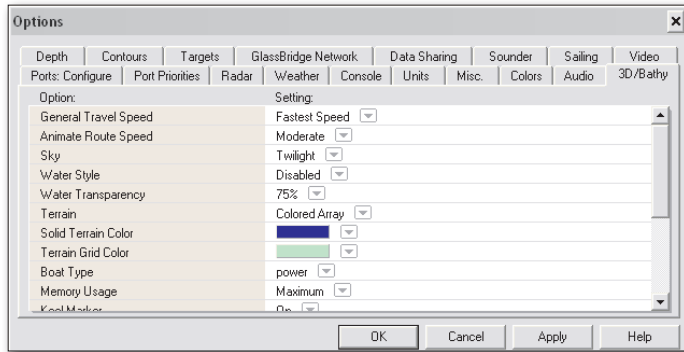 Options
Depth Contours Targets GlassBridge Network Data Sharing Sounder Sailing Video
Ports: Configure Port Priorities Radar Weather Console Units Misc. Colors Audio 3D/Bathy
Option: Setting:
General Travel Speed Fastest Speed
Animate Route Speed Moderate
Sky Twilight
Water Style Disabled
Water Transparency 75%
Terrain Colored Array
Solid Terrain Color
Terrain Grid Color
Boat Type power
Memory Usage Maximum
Keel Marker On
OK Cancel Apply Help